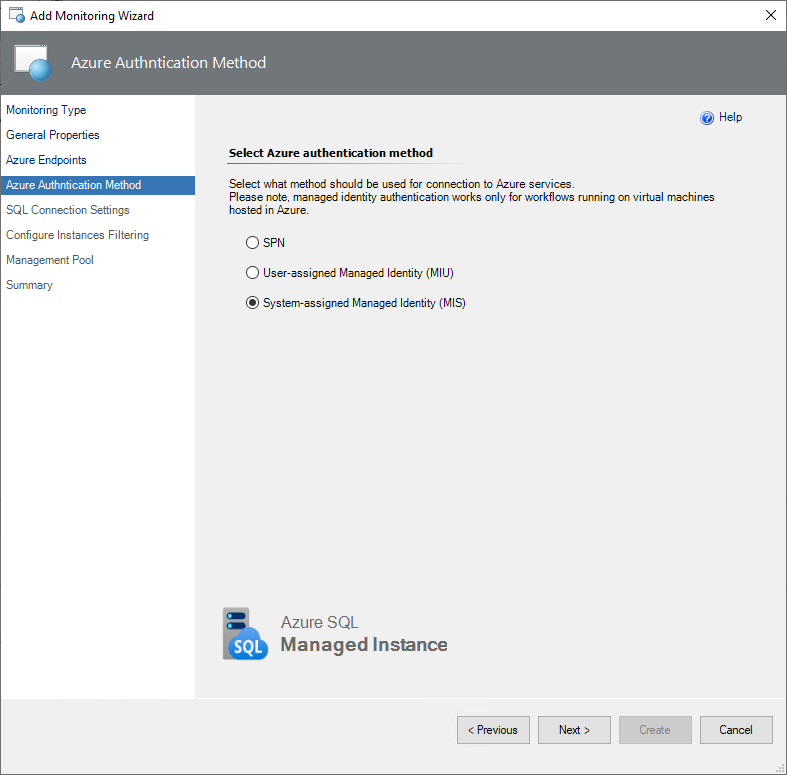 Add Monitoring Wizard
Azure Authntication Method
Monitoring Type
General Properties
Azure Endpoints
Azure Authntication Method
SQL Connection Settings
Configure Instances Filtering
Management Pool
Summary
Help
Select Azure authentication method
Select what method should be used for connection to Azure services.
Please note, managed identity authentication works only for workflows running on virtual machines
hosted in Azure.
SPN
User-assigned Managed Identity (MIU)
System-assigned Managed Identity (MIS)
SQL
Azure SQL
Managed Instance
< Previous
Next >
Create
Cancel